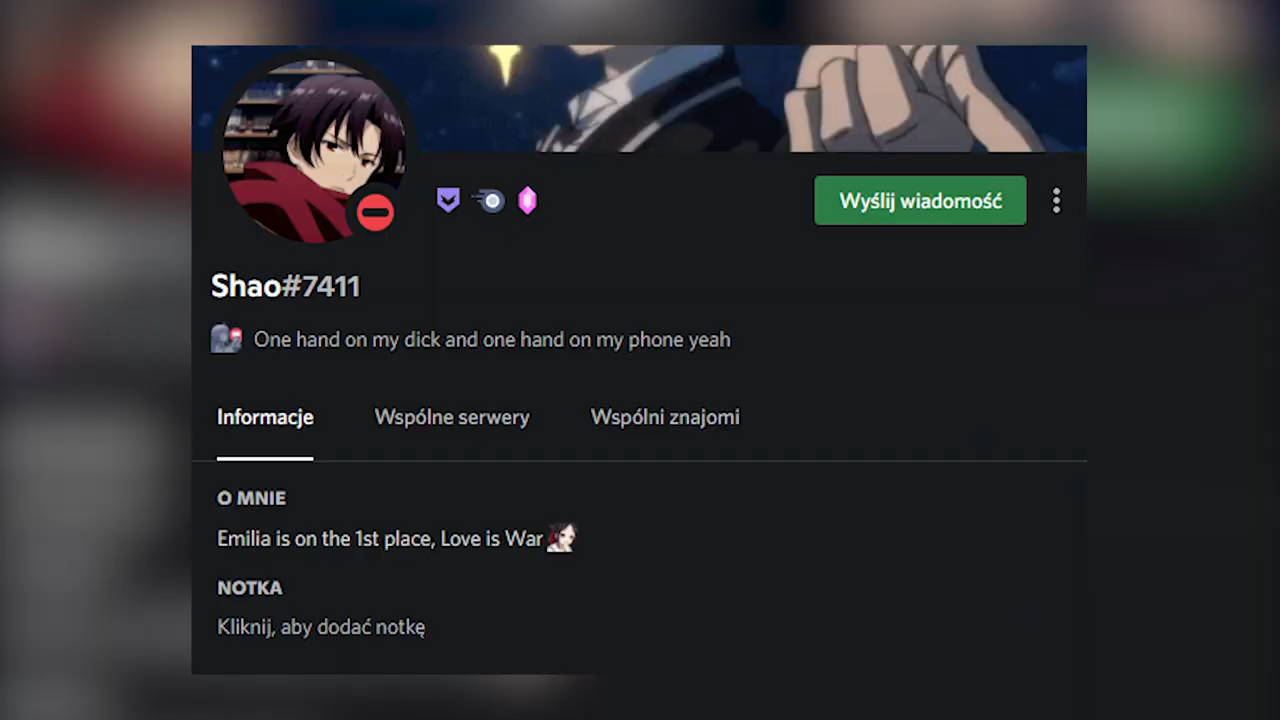 Wyślij wiadomość
Shao#7411
One hand on my dick and one hand on my phone yeah
Informacje Wspólne serwery Wspólni znajomi
O MNIE
Emilia is on the 1st place, Love is War
NOTKA
Kliknij, aby dodać notkę